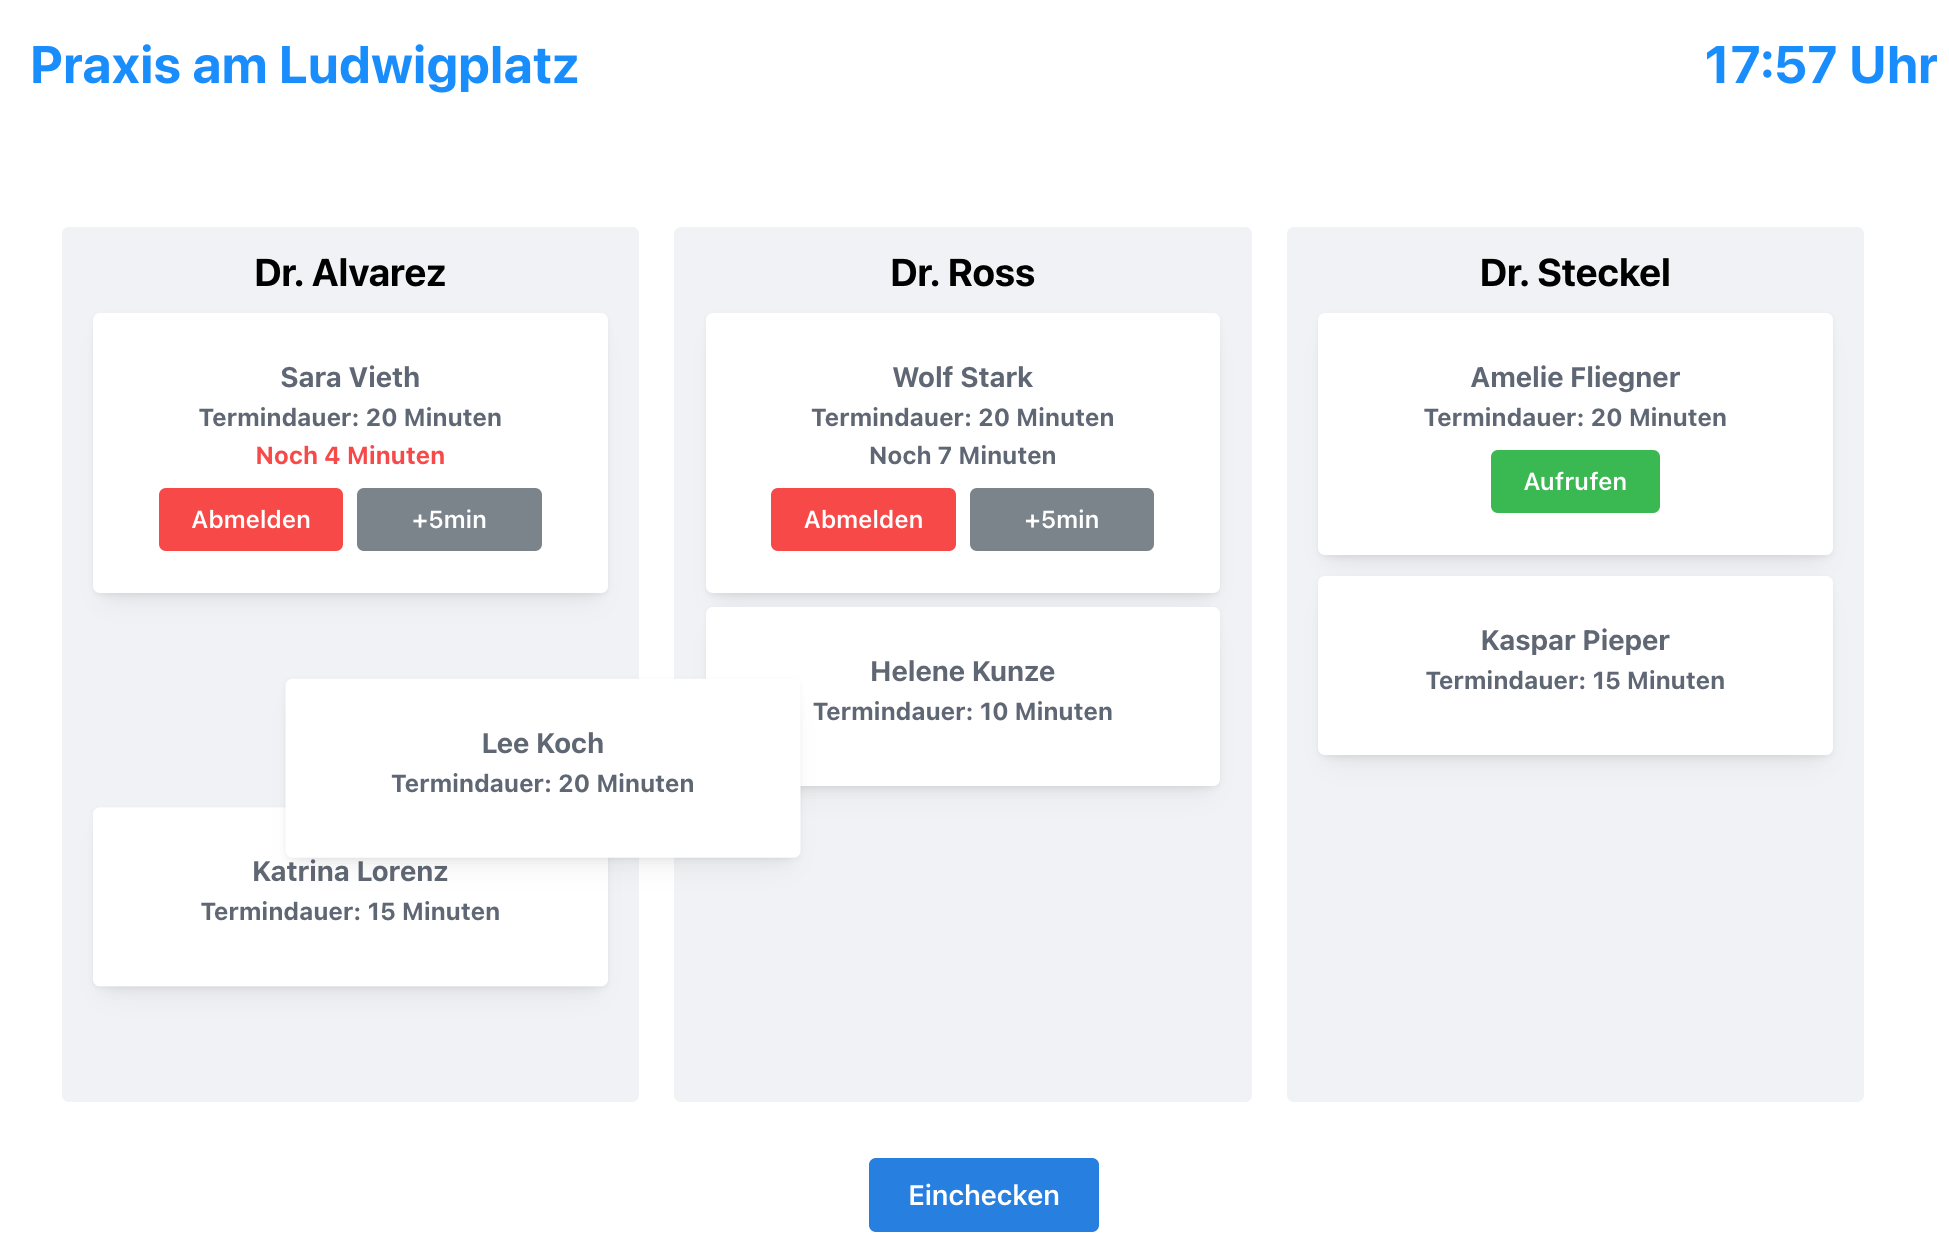 Praxis am Ludwigplatz
17:57 Uhr
Dr. Alvarez
Sara Vieth
Termindauer: 20 Minuten
Noch 4 Minuten
Abmelden
+5min
Lee Koch
Termindauer: 20 Minuten
Katrina Lorenz
Termindauer: 15 Minuten
Dr. Ross
Wolf Stark
Termindauer: 20 Minuten
Noch 7 Minuten
Abmelden
+5min
Helene Kunze
Termindauer: 10 Minuten
Dr. Steckel
Amelie Fliegner
Termindauer: 20 Minuten
Aufrufen
Kaspar Pieper
Termindauer: 15 Minuten
Einchecken